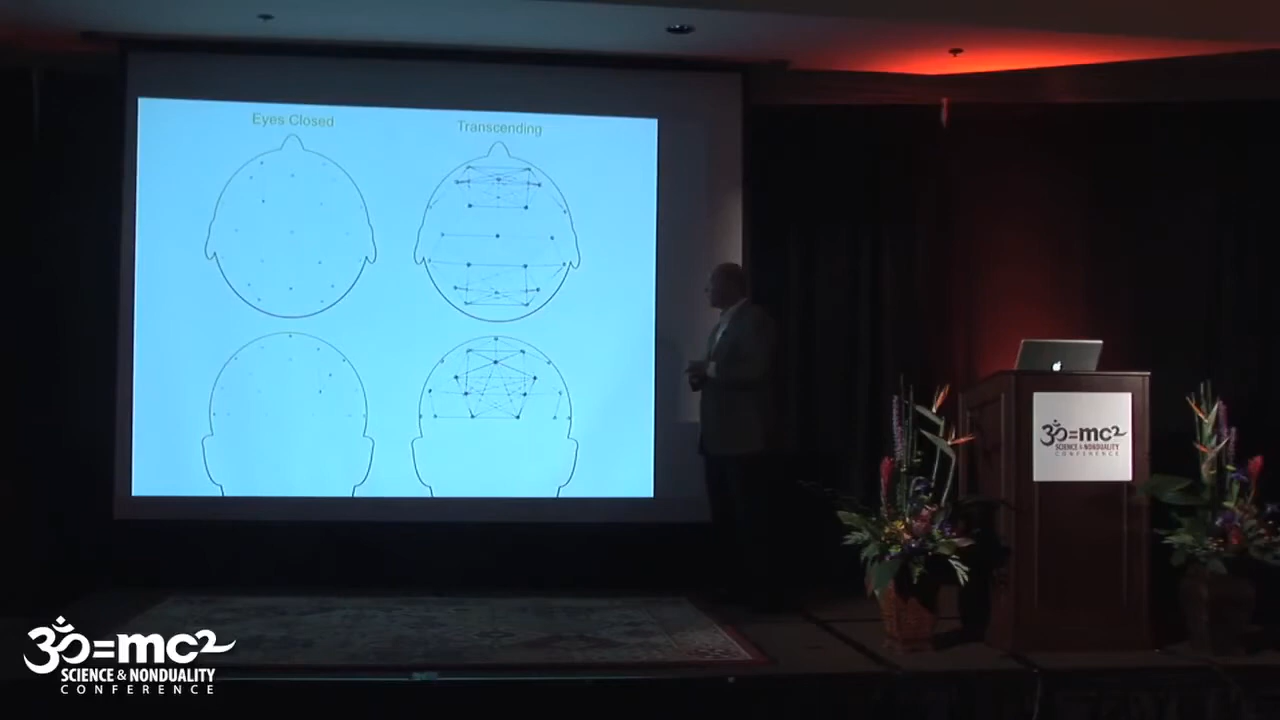 Eyes Closed
Transcending
ॐ=mc2
SCIENCE & NONDUALITY
CONFERENCE
ॐ=mc2
SCIENCE & NONDUALITY
CONFERENCE